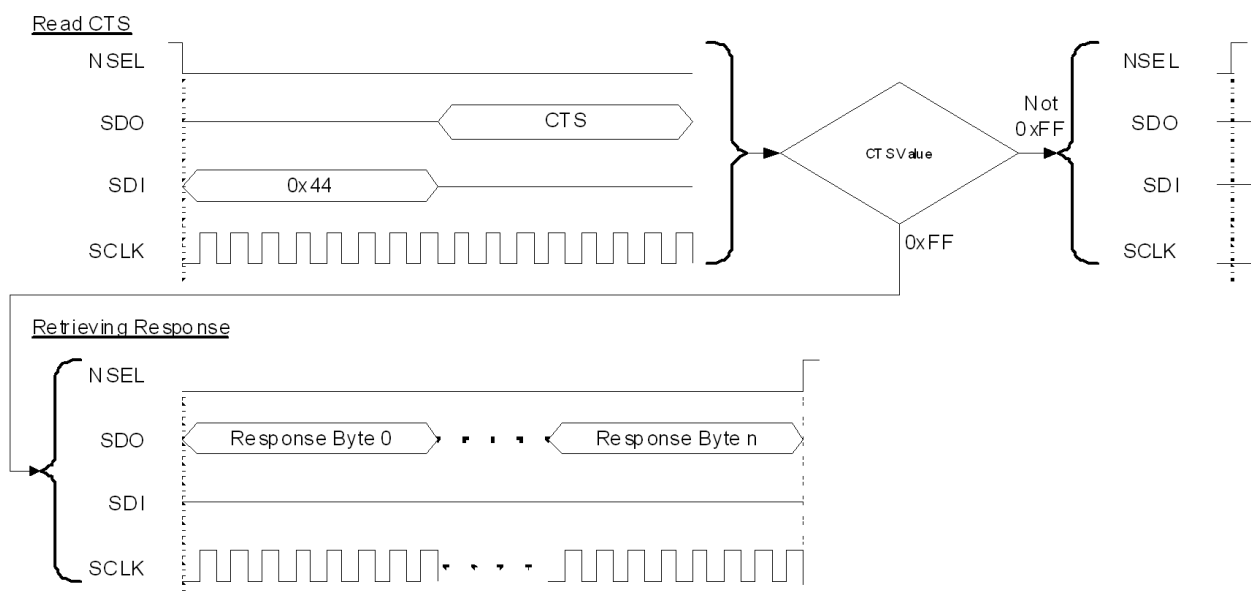 Read CTS
NSEL
SDO
CTS
SDI
0x44
SCLK
CTS Value
Not
0xFF
0xFF
NSEL
SDO
SDI
SCLK
Retrieving Response
NSEL
SDO
Response Byte 0
Response Byte n
SDI
SCLK